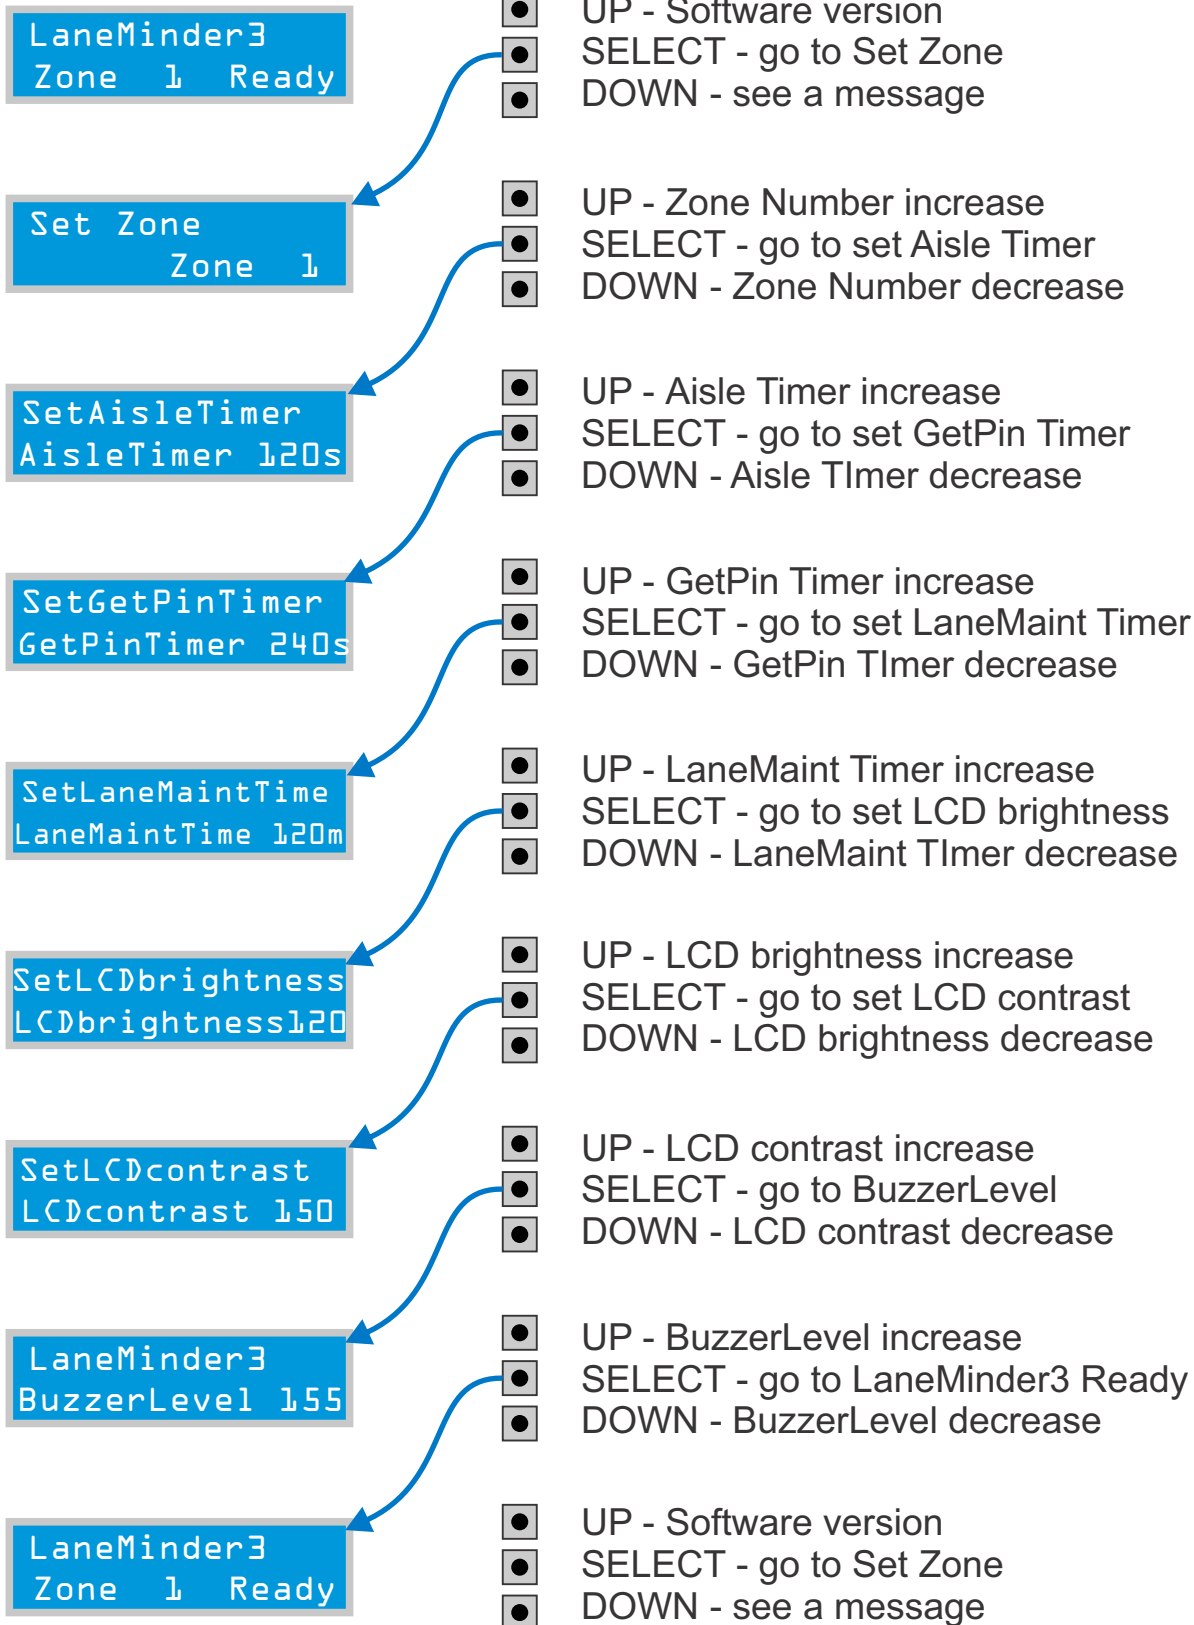 LaneMinder3
Zone 1 Ready
UP - Software version
SELECT - go to Set Zone
DOWN - see a message
Set Zone
Zone 1
UP - Zone Number increase
SELECT - go to set Aisle Timer
DOWN - Zone Number decrease
SetAisleTimer
AisleTimer 120s
UP - Aisle Timer increase
SELECT - go to set GetPin Timer
DOWN - Aisle TImer decrease
SetGetPinTimer
GetPinTimer 240s
UP - GetPin Timer increase
SELECT - go to set LaneMaint Timer
DOWN - GetPin TImer decrease
SetLaneMaintTime
LaneMaintTime 120m
UP - LaneMaint Timer increase
SELECT - go to set LCD brightness
DOWN - LaneMaint TImer decrease
SetLCDbrightness
LCDbrightness120
UP - LCD brightness increase
SELECT - go to set LCD contrast
DOWN - LCD brightness decrease
SetLCDcontrast
LCDcontrast 150
UP - LCD contrast increase
SELECT - go to BuzzerLevel
DOWN - LCD contrast decrease
LaneMinder3
BuzzerLevel 155
UP - BuzzerLevel increase
SELECT - go to LaneMinder3 Ready
DOWN - BuzzerLevel decrease
LaneMinder3
Zone 1 Ready
UP - Software version
SELECT - go to Set Zone
DOWN - see a message